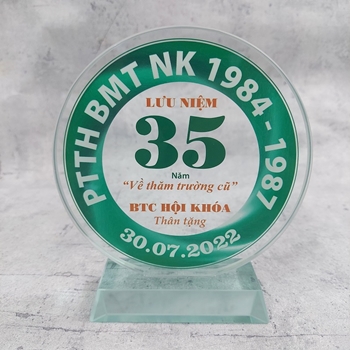 PTTH BMT NK 1984 - 1987
LƯU NIỆM
35
Năm
“Về thăm trường cũ”
BTC HỘI KHÓA
Thân tặng
30.07.2022